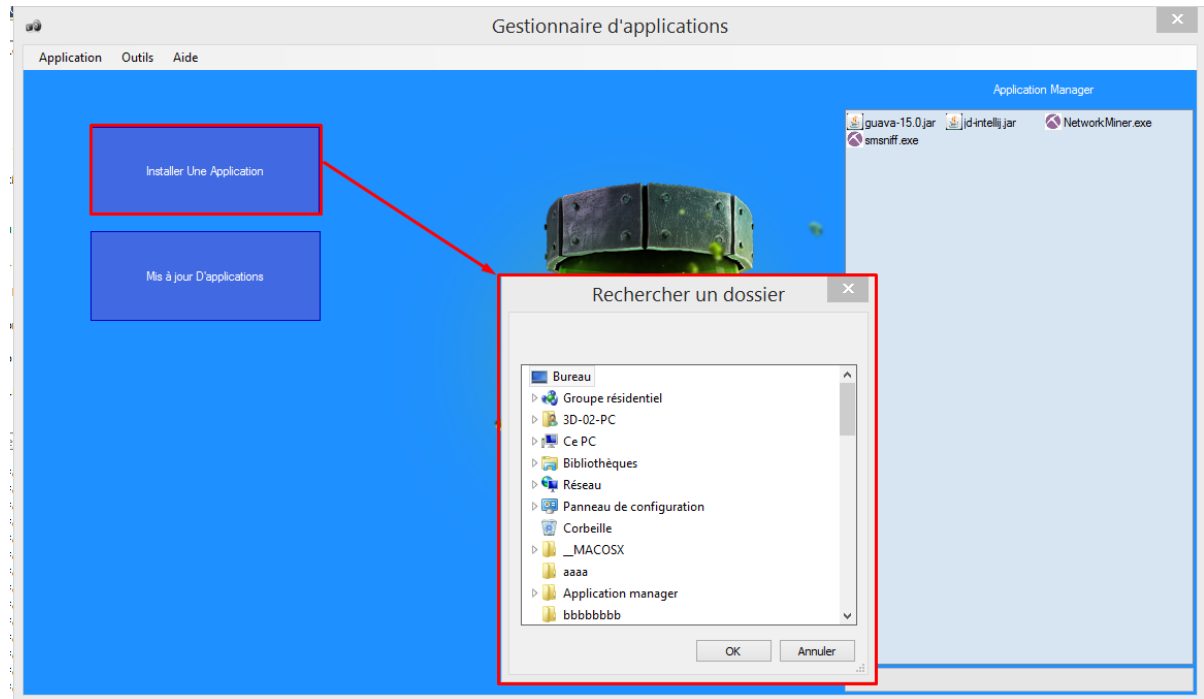 Gestionnaire d'applications
Application Outils Aide
Application Manager
guava-15.0.jar jd-intellij.jar NetworkMiner.exe
smsniff.exe
Installer Une Application
Mis à jour D'applications
Rechercher un dossier
Bureau
Groupe résidentiel
3D-02-PC
Ce PC
Bibliothèques
Réseau
Panneau de configuration
Corbeille
__MACOSX
aaaa
Application manager
bbbbbbbb
OK Annuler